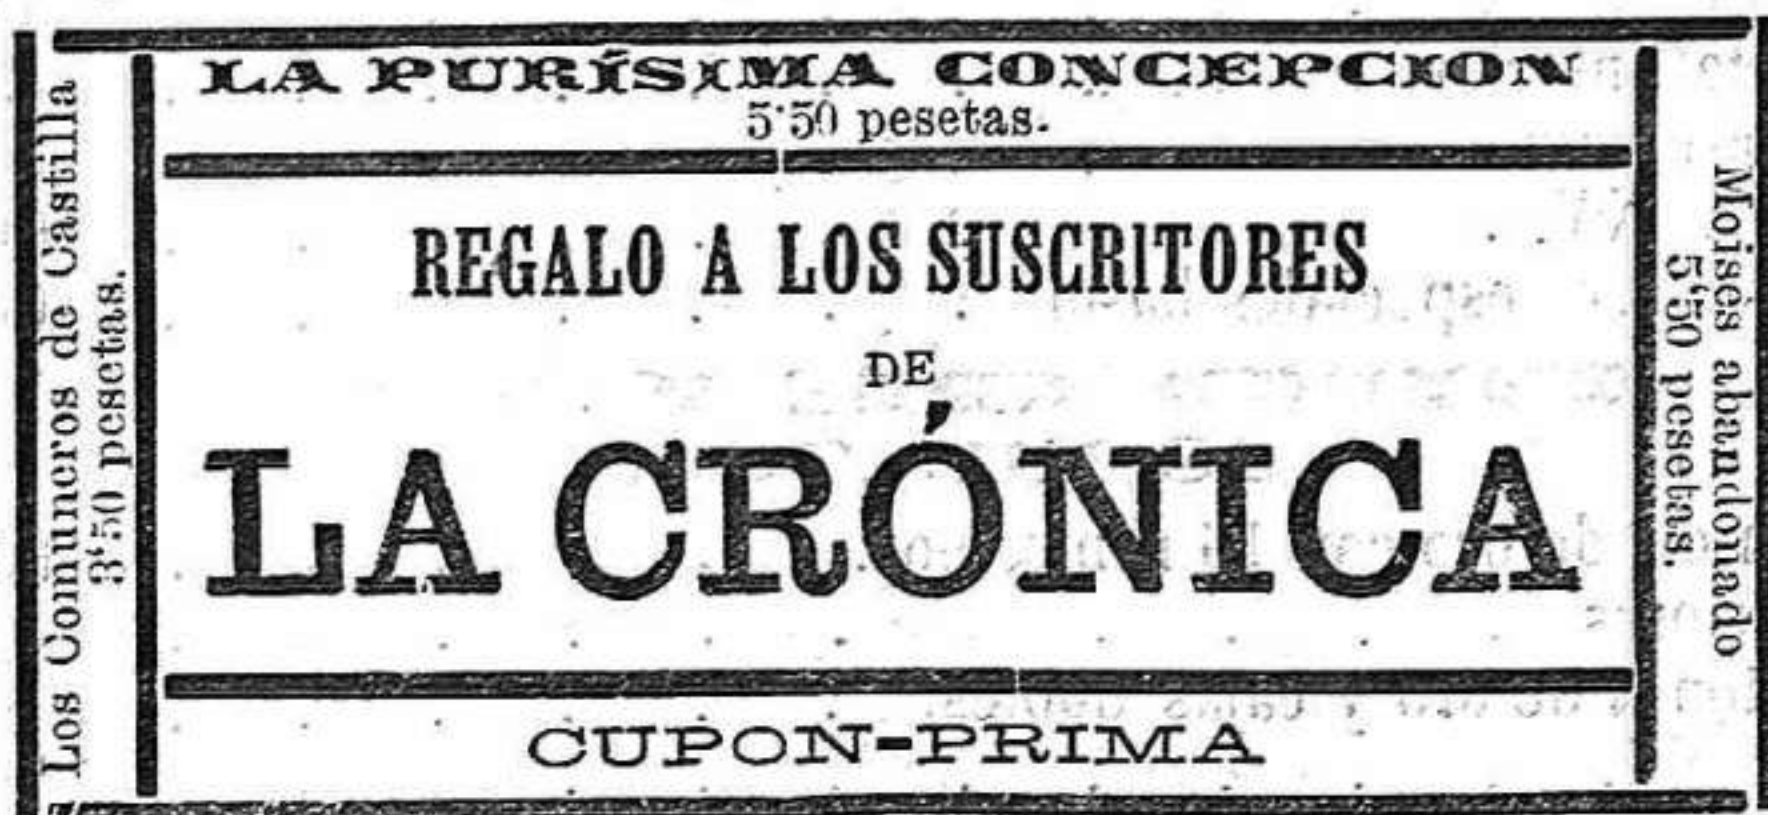 LA PURÍSIMA CONCEPCION
5'50 pesetas.
Los Comuneros de Castilla
3'50 pesetas.
REGALO A LOS SUSCRITORES
DE
LA CRÓNICA
CUPON-PRIMA
Moisés abandonado
5'50 pesetas.